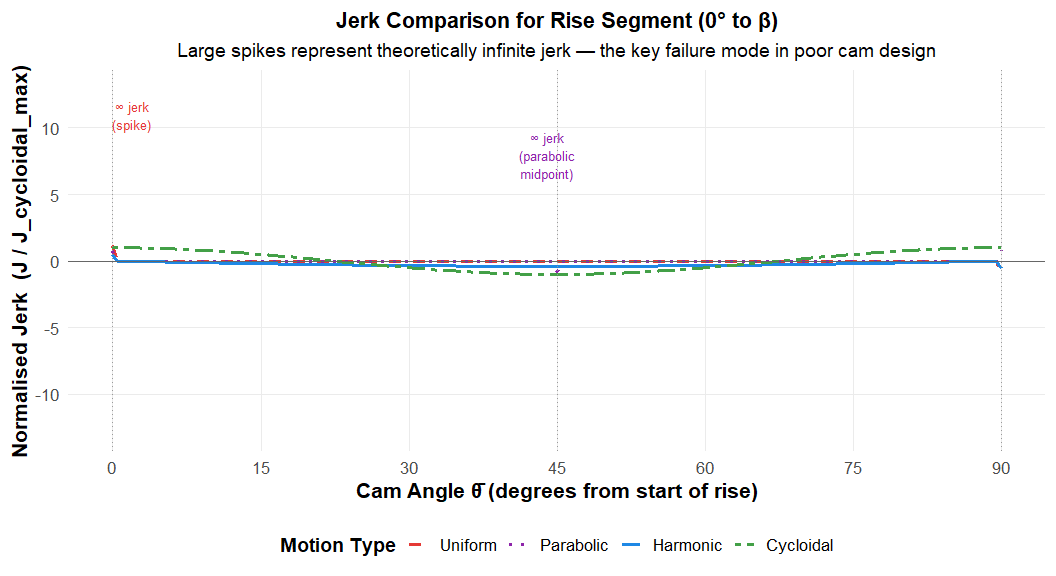 Jerk Comparison for Rise Segment (0° to β)
Large spikes represent theoretically infinite jerk — the key failure mode in poor cam design
Normalised Jerk (J / J_cycloidal_max)
∞ jerk
(spike)
∞ jerk
(parabolic
midpoint)
10
5
0
-5
-10
0 15 30 45 60 75 90
Cam Angle θ̄ (degrees from start of rise)
Motion Type Uniform Parabolic Harmonic Cycloidal